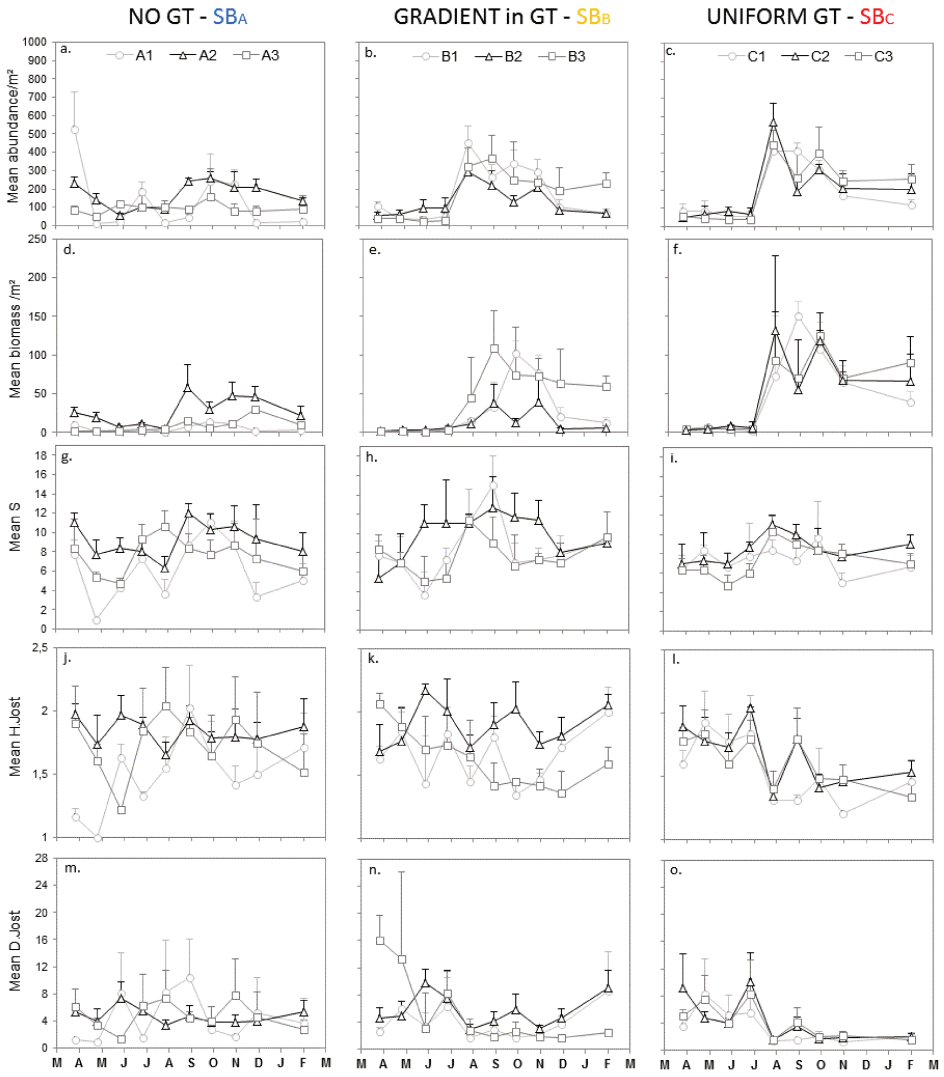 NO GT - SBA GRADIENT in GT - SBB UNIFORM GT - SBC
a. A1 A2 A3
b. B1 B2 B3
c. C1 C2 C3
Mean abundance/m²
1000
900
800
700
600
500
400
300
200
100
0
d. e. f.
Mean biomass /m²
250
200
150
100
50
0
g. h. i.
Mean S
18
16
14
12
10
8
6
4
2
0
j. k. l.
Mean H.Jost
2,5
2
1,5
1
m. n. o.
Mean D.Jost
28
24
20
16
12
8
4
0
M A M J J A S O N D J F M M A M J J A S O N D J F M M A M J J A S O N D J F M